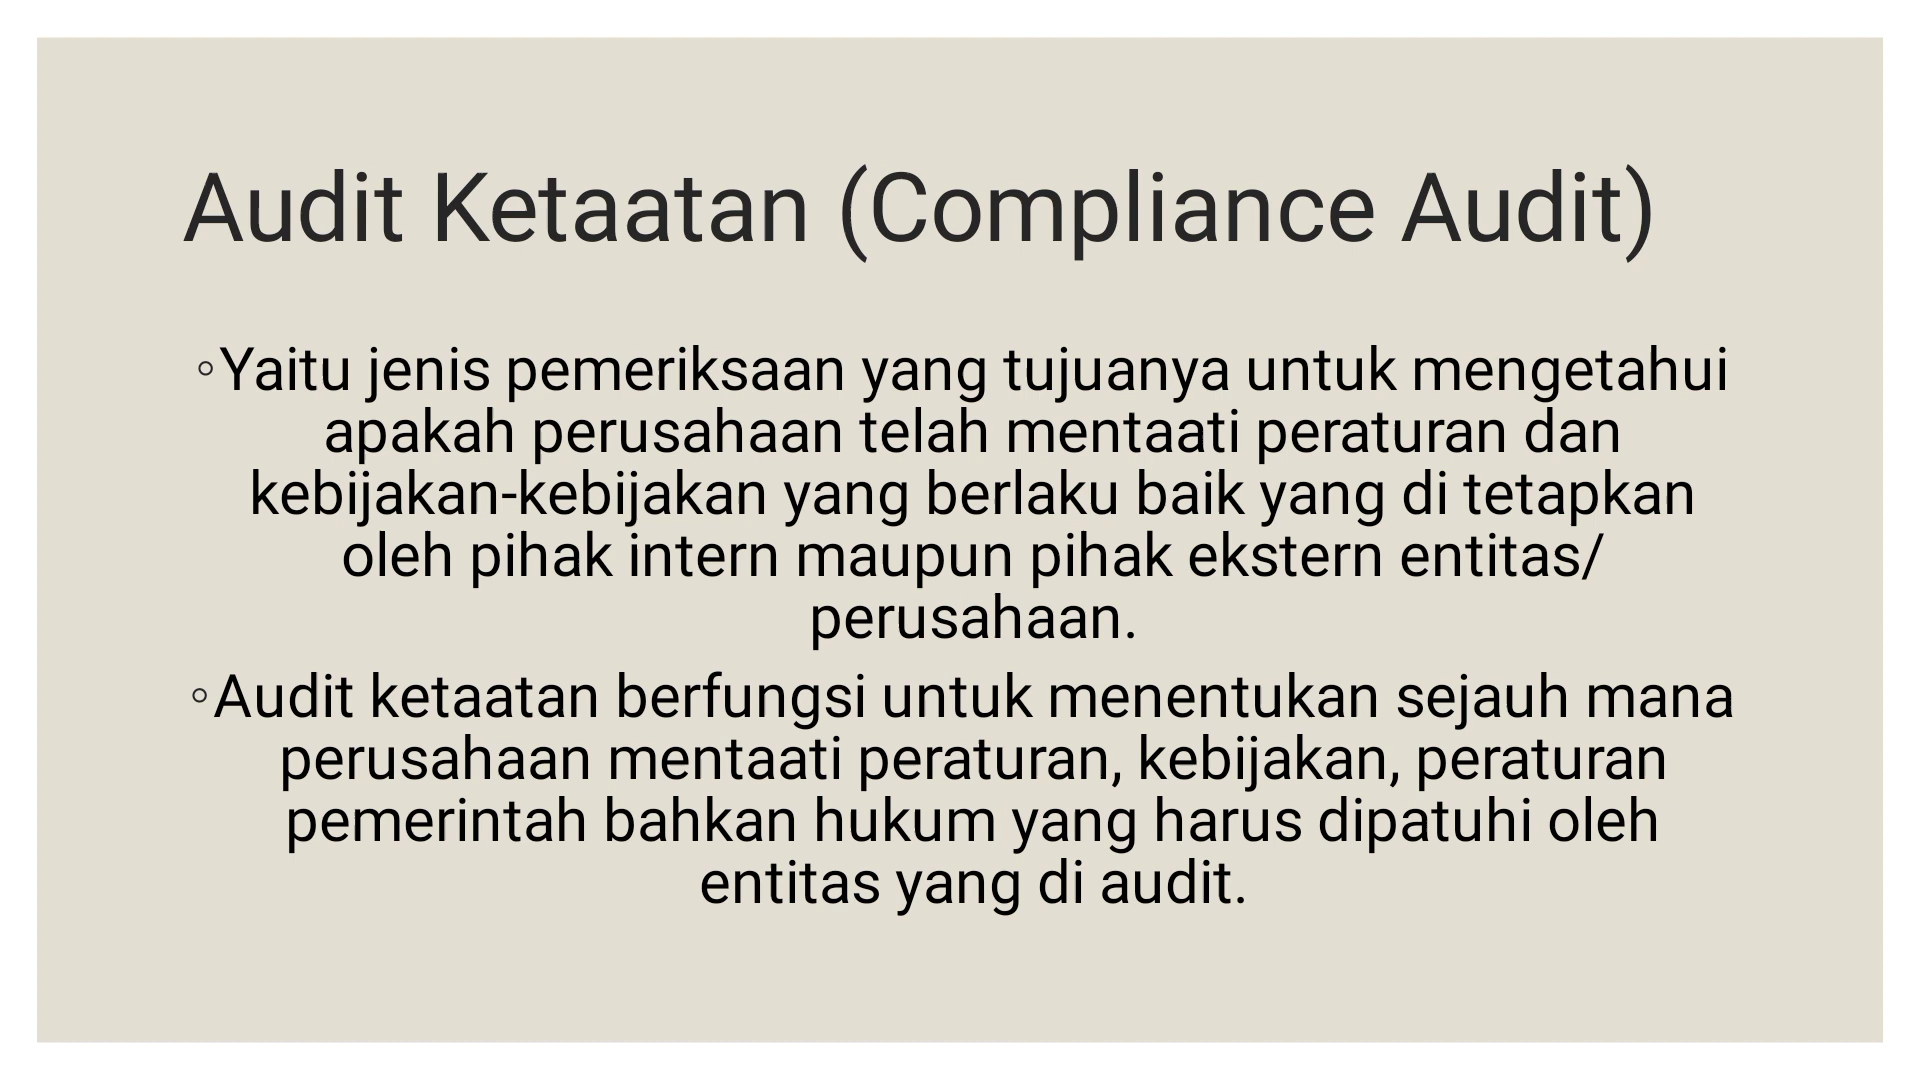 Audit Ketaatan (Compliance Audit)
◦Yaitu jenis pemeriksaan yang tujuanya untuk mengetahui
apakah perusahaan telah mentaati peraturan dan
kebijakan-kebijakan yang berlaku baik yang di tetapkan
oleh pihak intern maupun pihak ekstern entitas/
perusahaan.
◦Audit ketaatan berfungsi untuk menentukan sejauh mana
perusahaan mentaati peraturan, kebijakan, peraturan
pemerintah bahkan hukum yang harus dipatuhi oleh
entitas yang di audit.